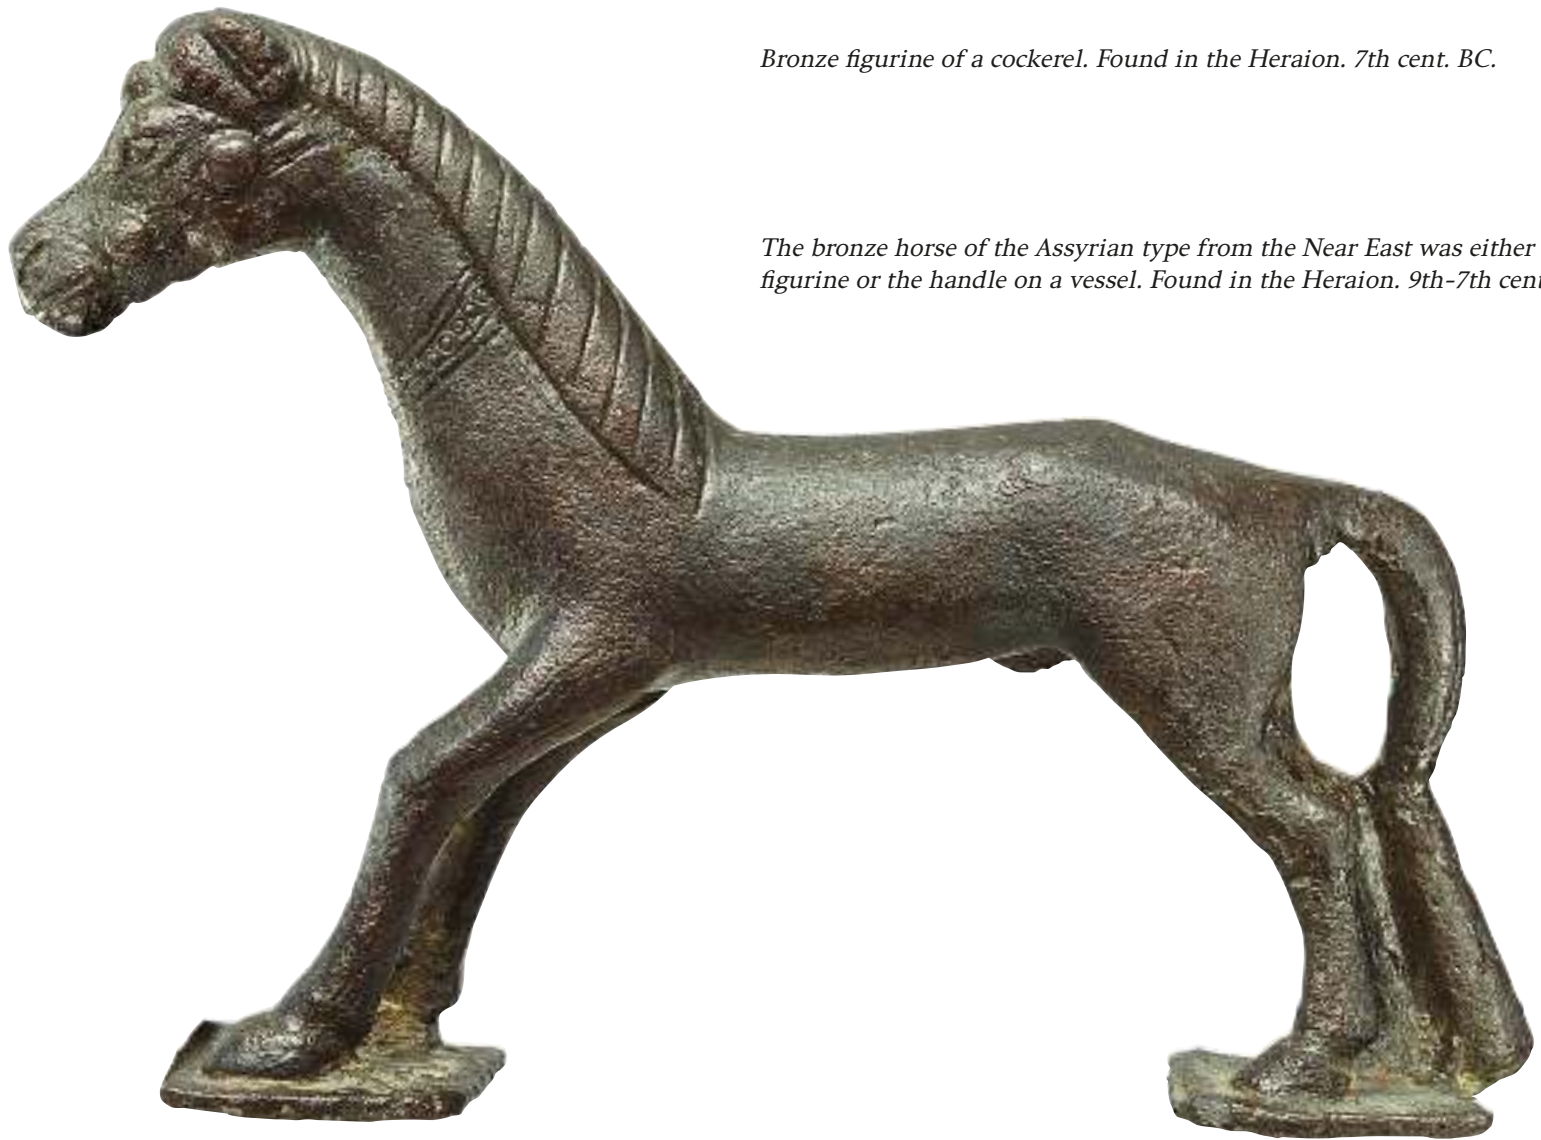 Bronze figurine of a cockerel. Found in the Heraion. 7th cent. BC.
The bronze horse of the Assyrian type from the Near East was either
figurine or the handle on a vessel. Found in the Heraion. 9th-7th cent